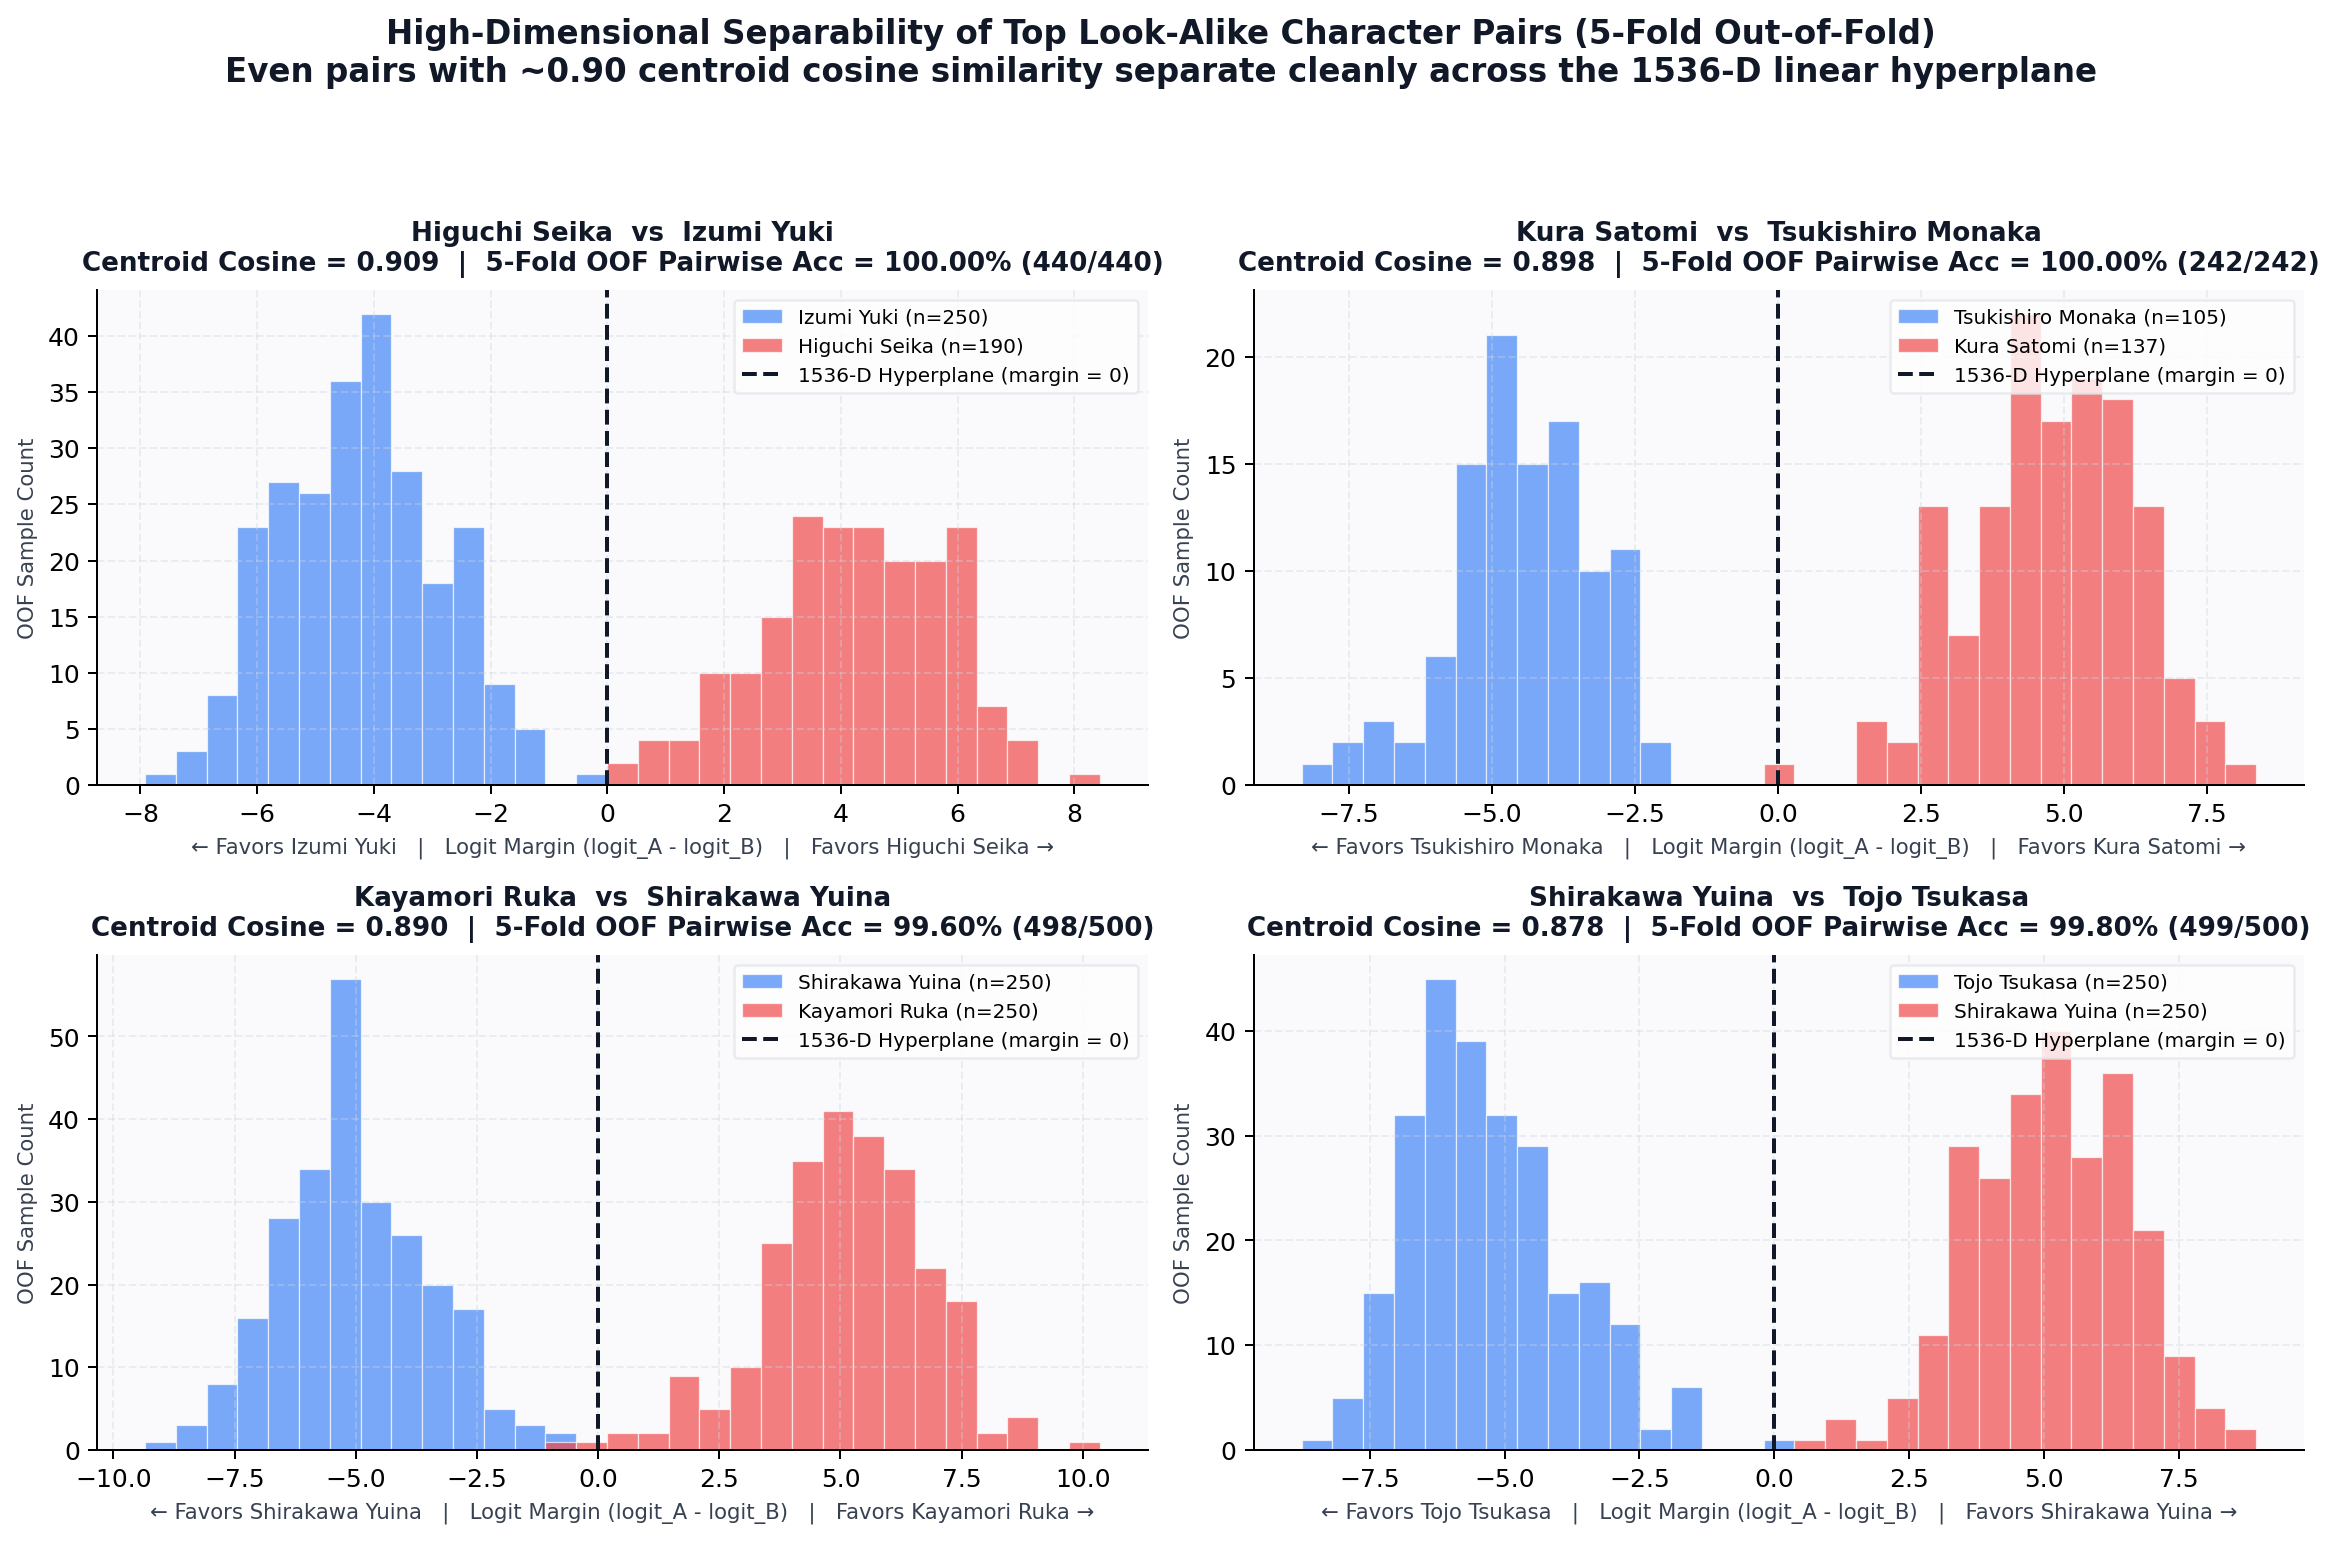 High-Dimensional Separability of Top Look-Alike Character Pairs (5-Fold Out-of-Fold)
Even pairs with ~0.90 centroid cosine similarity separate cleanly across the 1536-D linear hyperplane
Higuchi Seika vs Izumi Yuki
Centroid Cosine = 0.909 | 5-Fold OOF Pairwise Acc = 100.00% (440/440)
Izumi Yuki (n=250)
Higuchi Seika (n=190)
1536-D Hyperplane (margin = 0)
OOF Sample Count
40
35
30
25
20
15
10
5
0
−8 −6 −4 −2 0 2 4 6 8
← Favors Izumi Yuki | Logit Margin (logit_A - logit_B) | Favors Higuchi Seika →
Kura Satomi vs Tsukishiro Monaka
Centroid Cosine = 0.898 | 5-Fold OOF Pairwise Acc = 100.00% (242/242)
Tsukishiro Monaka (n=105)
Kura Satomi (n=137)
1536-D Hyperplane (margin = 0)
OOF Sample Count
20
15
10
5
0
−7.5 −5.0 −2.5 0.0 2.5 5.0 7.5
← Favors Tsukishiro Monaka | Logit Margin (logit_A - logit_B) | Favors Kura Satomi →
Kayamori Ruka vs Shirakawa Yuina
Centroid Cosine = 0.890 | 5-Fold OOF Pairwise Acc = 99.60% (498/500)
Shirakawa Yuina (n=250)
Kayamori Ruka (n=250)
1536-D Hyperplane (margin = 0)
OOF Sample Count
50
40
30
20
10
0
−10.0 −7.5 −5.0 −2.5 0.0 2.5 5.0 7.5 10.0
← Favors Shirakawa Yuina | Logit Margin (logit_A - logit_B) | Favors Kayamori Ruka →
Shirakawa Yuina vs Tojo Tsukasa
Centroid Cosine = 0.878 | 5-Fold OOF Pairwise Acc = 99.80% (499/500)
Tojo Tsukasa (n=250)
Shirakawa Yuina (n=250)
1536-D Hyperplane (margin = 0)
OOF Sample Count
40
30
20
10
0
−7.5 −5.0 −2.5 0.0 2.5 5.0 7.5
← Favors Tojo Tsukasa | Logit Margin (logit_A - logit_B) | Favors Shirakawa Yuina →